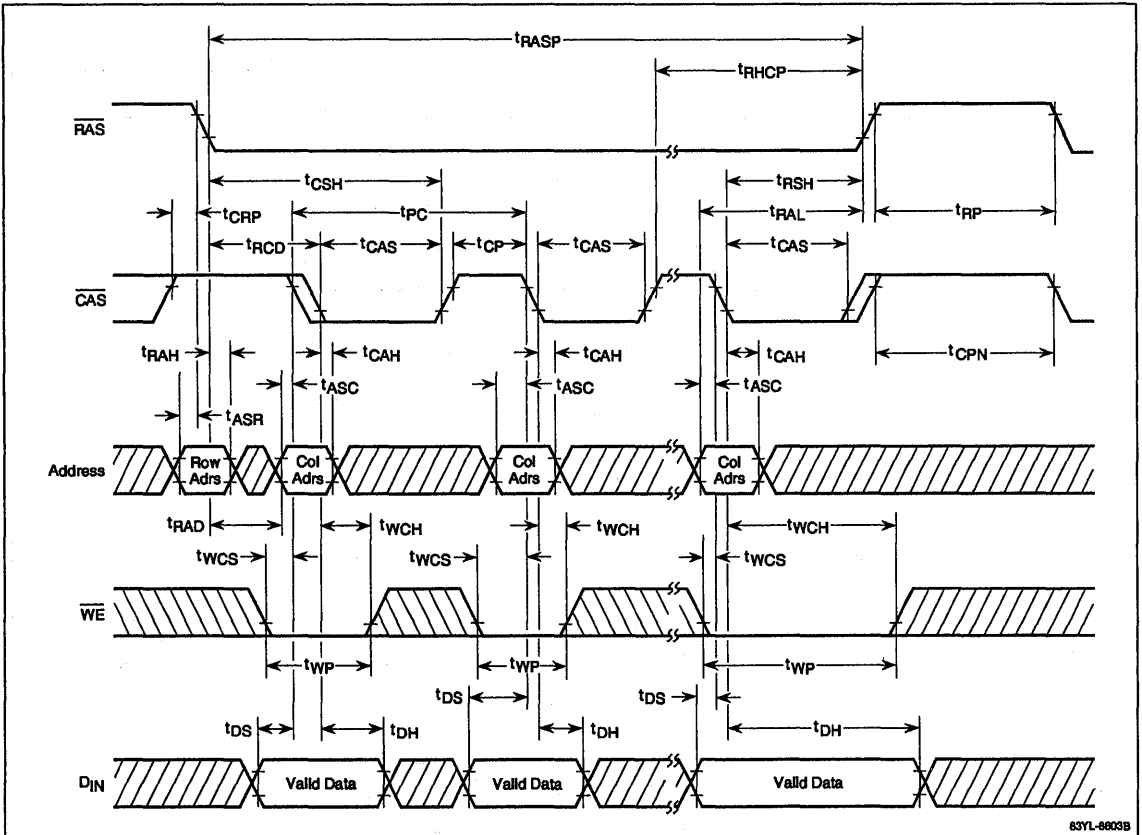 tRASP
tRHCP
RAS
tCSH
tRSH
tCRP
tPC
tRAL
tRP
tRCD
tCAS
tCP
tCAS
tCAS
CAS
tRAH
tCAH
tCAH
tCAH
tCPN
tASC
tASC
tASC
tASR
Address
Row Adrs
Col Adrs
Col Adrs
Col Adrs
tRAD
tWCH
tWCH
tWCH
tWCS
tWCS
tWCS
WE
tWP
tWP
tWP
tDS
tDS
tDS
tDH
tDH
tDH
DIN
Valid Data
Valid Data
Valid Data
83YL-8603B